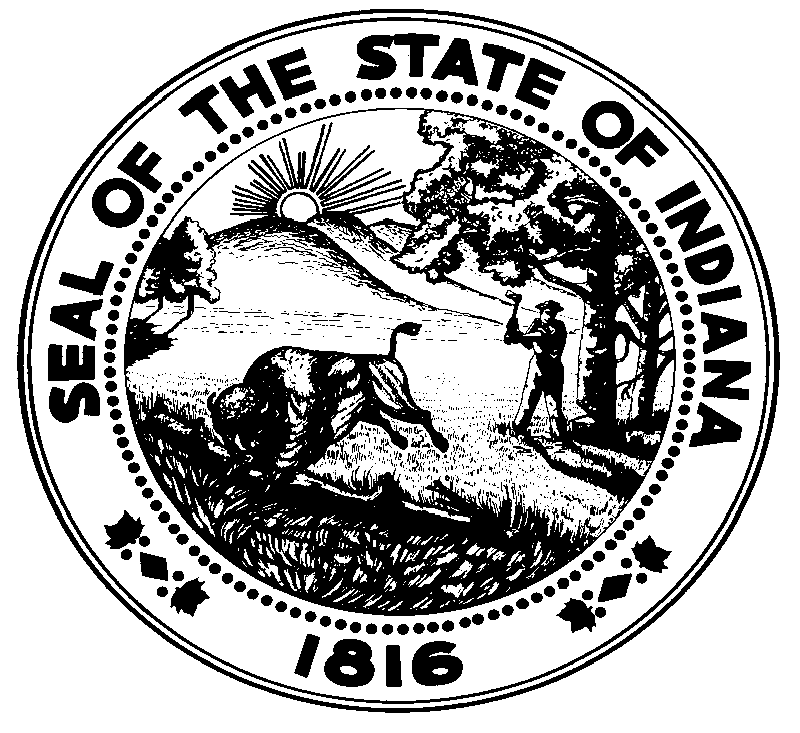 SEAL OF THE STATE OF INDIANA
1816